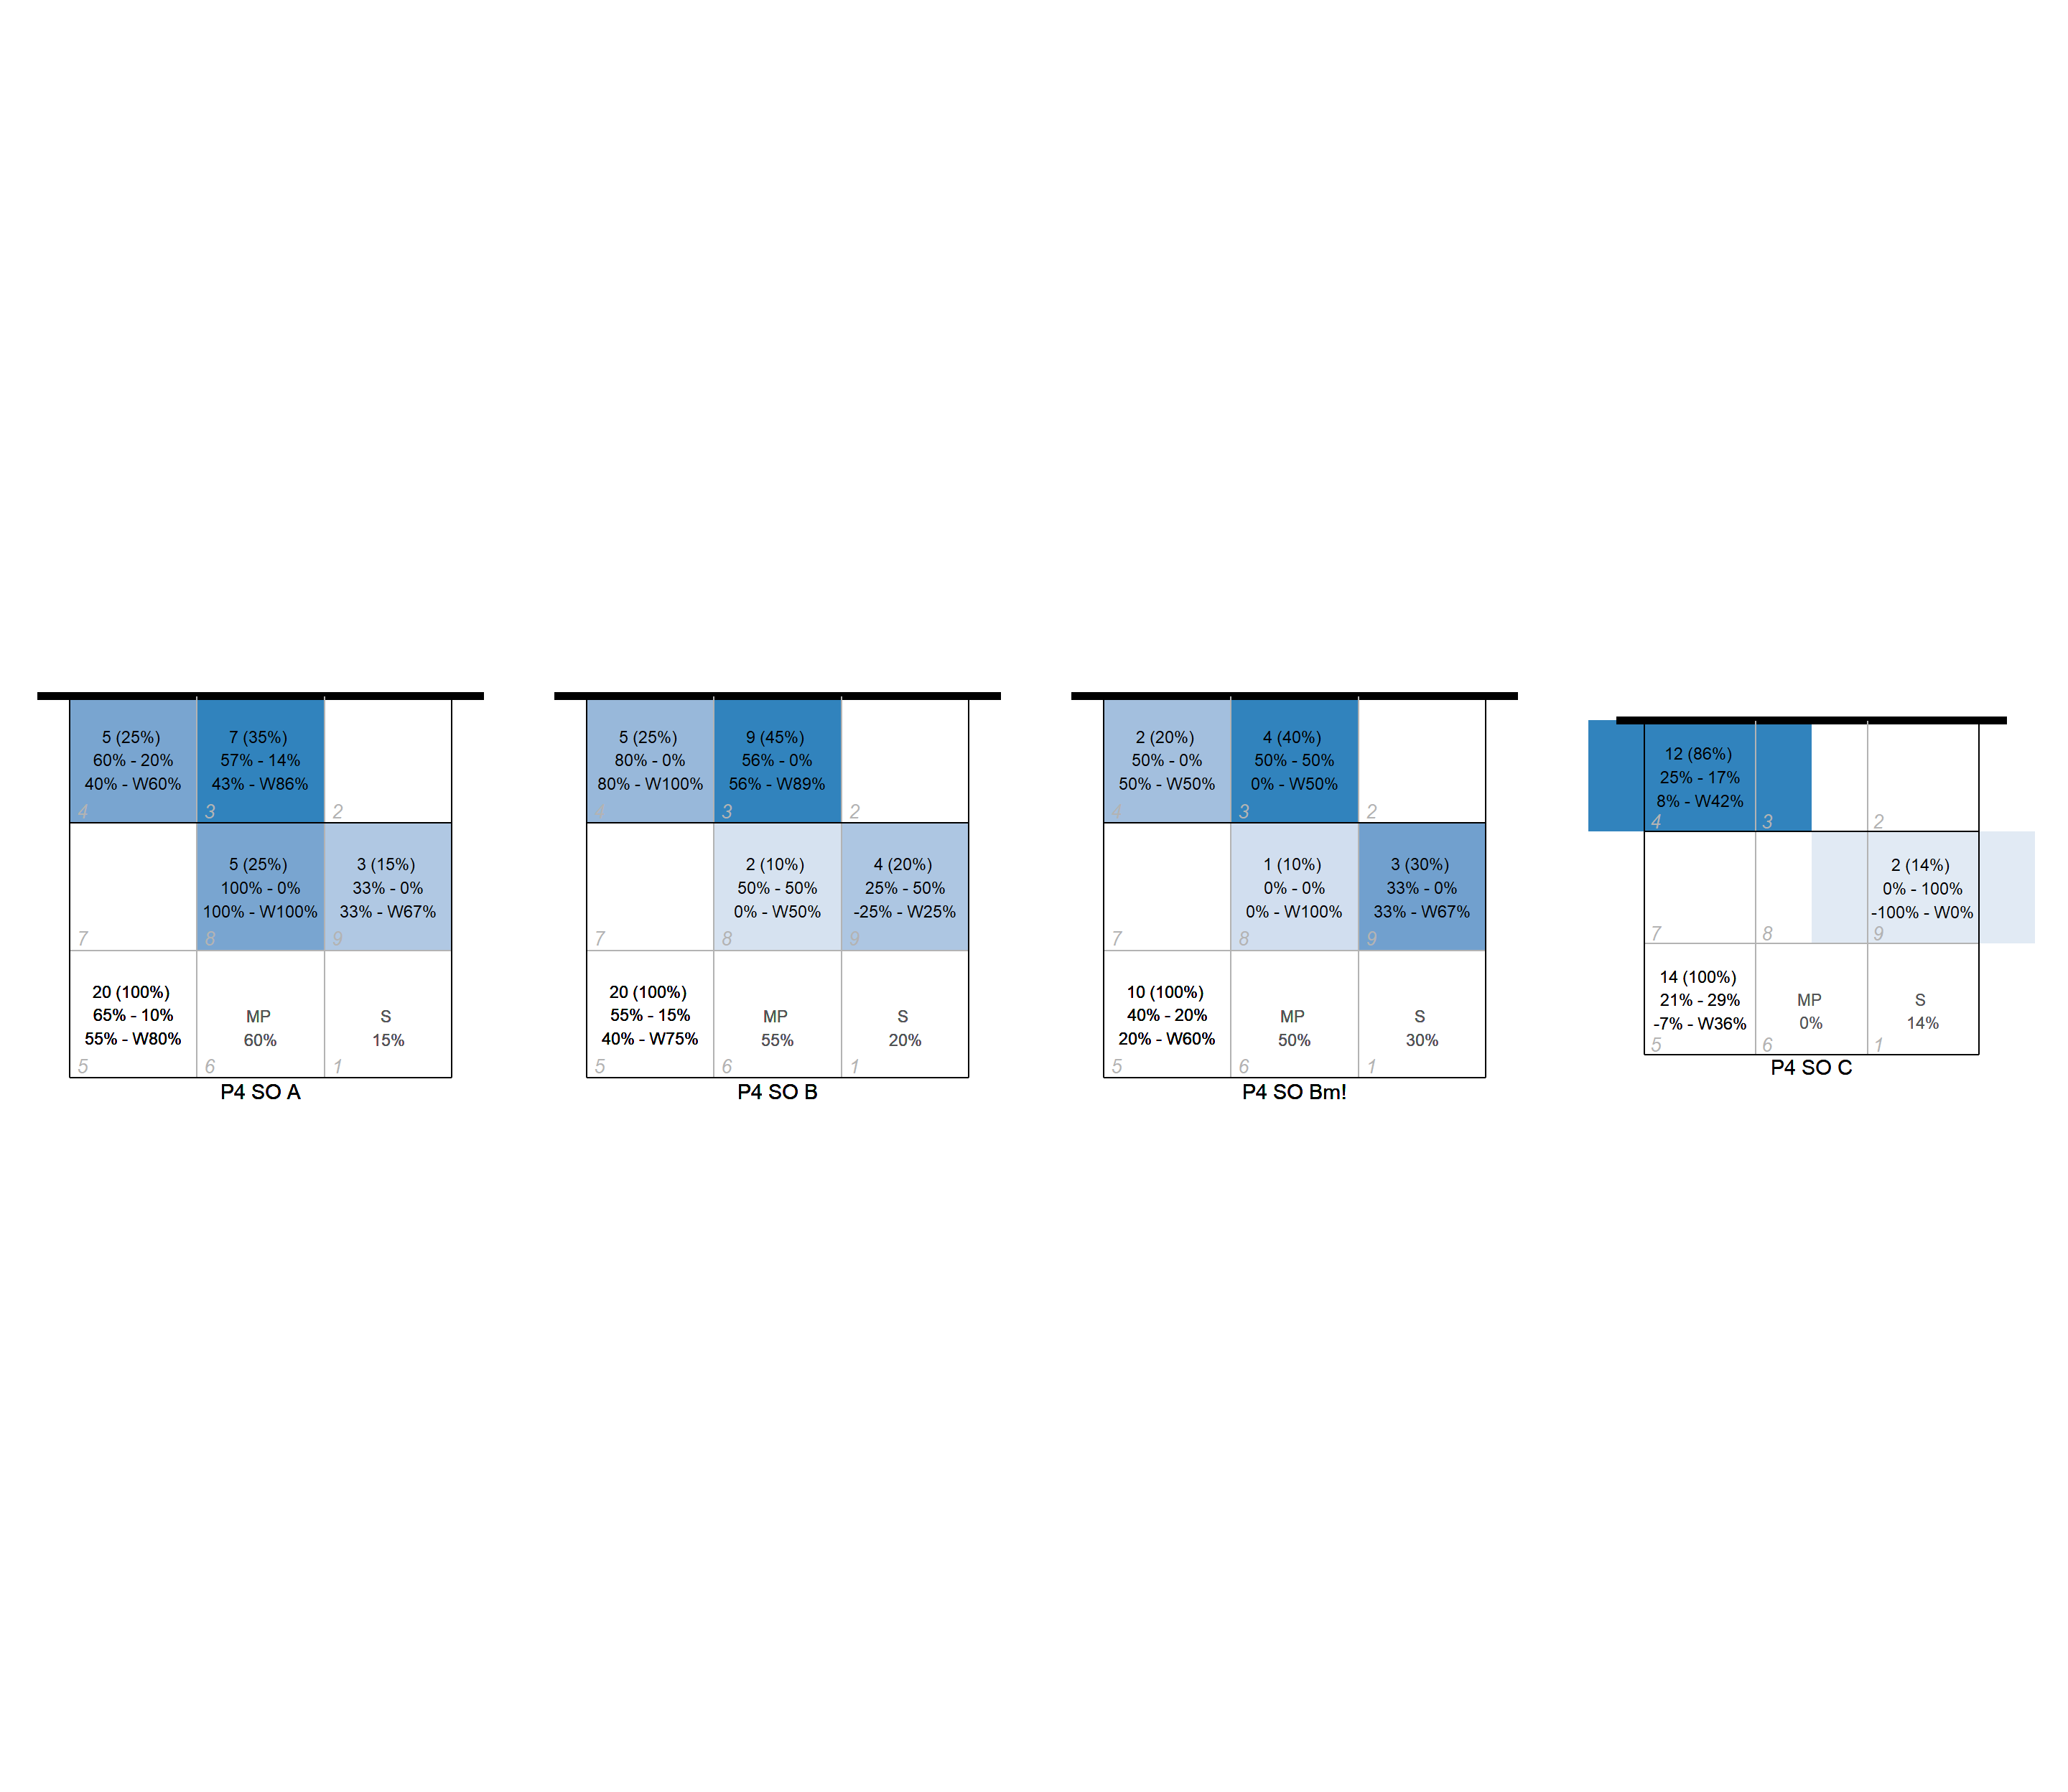 5 (25%)
60% - 20%
40% - W60%
4
7 (35%)
57% - 14%
43% - W86%
3
2
7
5 (25%)
100% - 0%
100% - W100%
8
3 (15%)
33% - 0%
33% - W67%
9
20 (100%)
65% - 10%
55% - W80%
5
MP
60%
6
S
15%
1
P4 SO A
5 (25%)
80% - 0%
80% - W100%
4
9 (45%)
56% - 0%
56% - W89%
3
2
7
2 (10%)
50% - 50%
0% - W50%
8
4 (20%)
25% - 50%
-25% - W25%
9
20 (100%)
55% - 15%
40% - W75%
5
MP
55%
6
S
20%
1
P4 SO B
2 (20%)
50% - 0%
50% - W50%
4
4 (40%)
50% - 50%
0% - W50%
3
2
7
1 (10%)
0% - 0%
0% - W100%
8
3 (30%)
33% - 0%
33% - W67%
9
10 (100%)
40% - 20%
20% - W60%
5
MP
50%
6
S
30%
1
P4 SO Bm!
12 (86%)
25% - 17%
8% - W42%
4
3
2
7
8
2 (14%)
0% - 100%
-100% - W0%
9
14 (100%)
21% - 29%
-7% - W36%
5
MP
0%
6
S
14%
1
P4 SO C